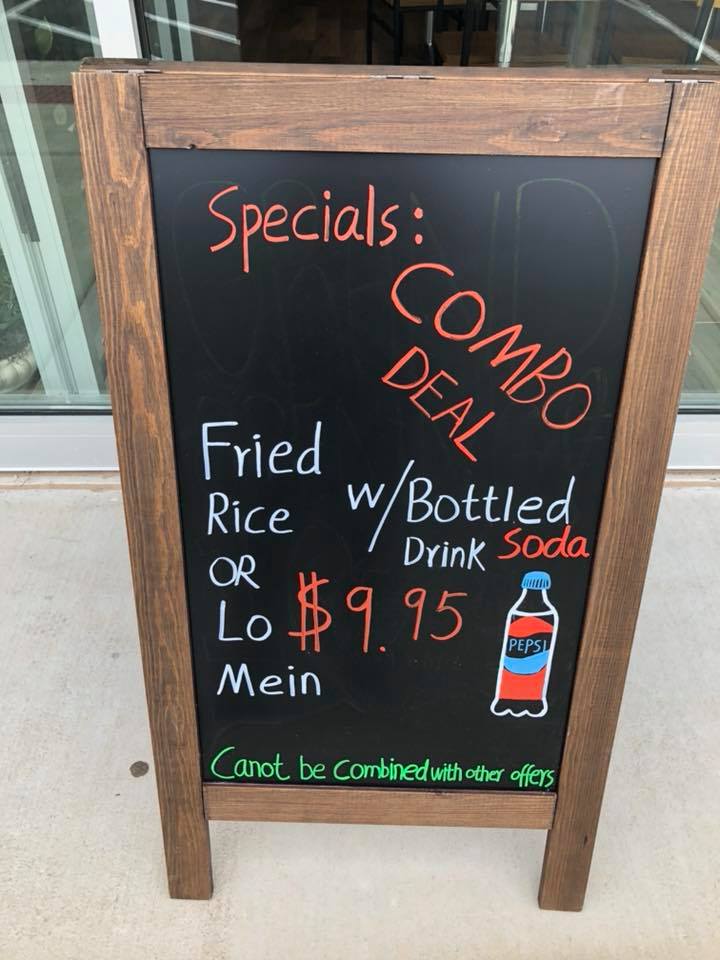 Specials:
COMBO
DEAL
Fried
Rice
OR
Lo
Mein
w/Bottled
Drink Soda
$9.95
PEPSI
Canot be Combined with other offers